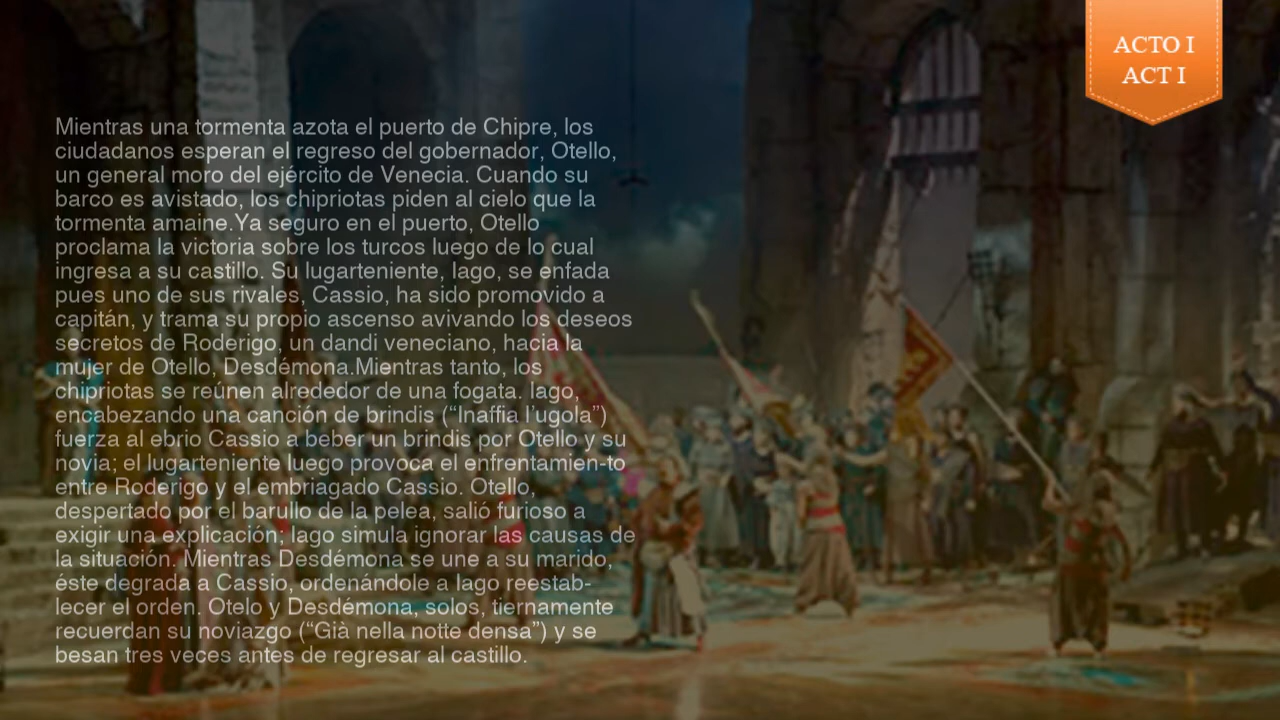 ACTO I
ACT I
Mientras una tormenta azota el puerto de Chipre, los
ciudadanos esperan el regreso del gobernador, Otello,
un general moro del ejército de Venecia. Cuando su
barco es avistado, los chipriotas piden al cielo que la
tormenta amaine.Ya seguro en el puerto, Otello
proclama la victoria sobre los turcos luego de lo cual
ingresa a su castillo. Su lugarteniente, Iago, se enfada
pues uno de sus rivales, Cassio, ha sido promovido a
capitán, y trama su propio ascenso avivando los deseos
secretos de Roderigo, un dandi veneciano, hacia la
mujer de Otello, Desdémona.Mientras tanto, los
chipriotas se reúnen alrededor de una fogata. Iago,
encabezando una canción de brindis (“Inaffia l’ugola”)
fuerza al ebrio Cassio a beber un brindis por Otello y su
novia; el lugarteniente luego provoca el enfrentamien-to
entre Roderigo y el embriagado Cassio. Otello,
despertado por el barullo de la pelea, salió furioso a
exigir una explicación; Iago simula ignorar las causas de
la situación. Mientras Desdémona se une a su marido,
éste degrada a Cassio, ordenándole a Iago reestab-
lecer el orden. Otelo y Desdémona, solos, tiernamente
recuerdan su noviazgo (“Già nella notte densa”) y se
besan tres veces antes de regresar al castillo.